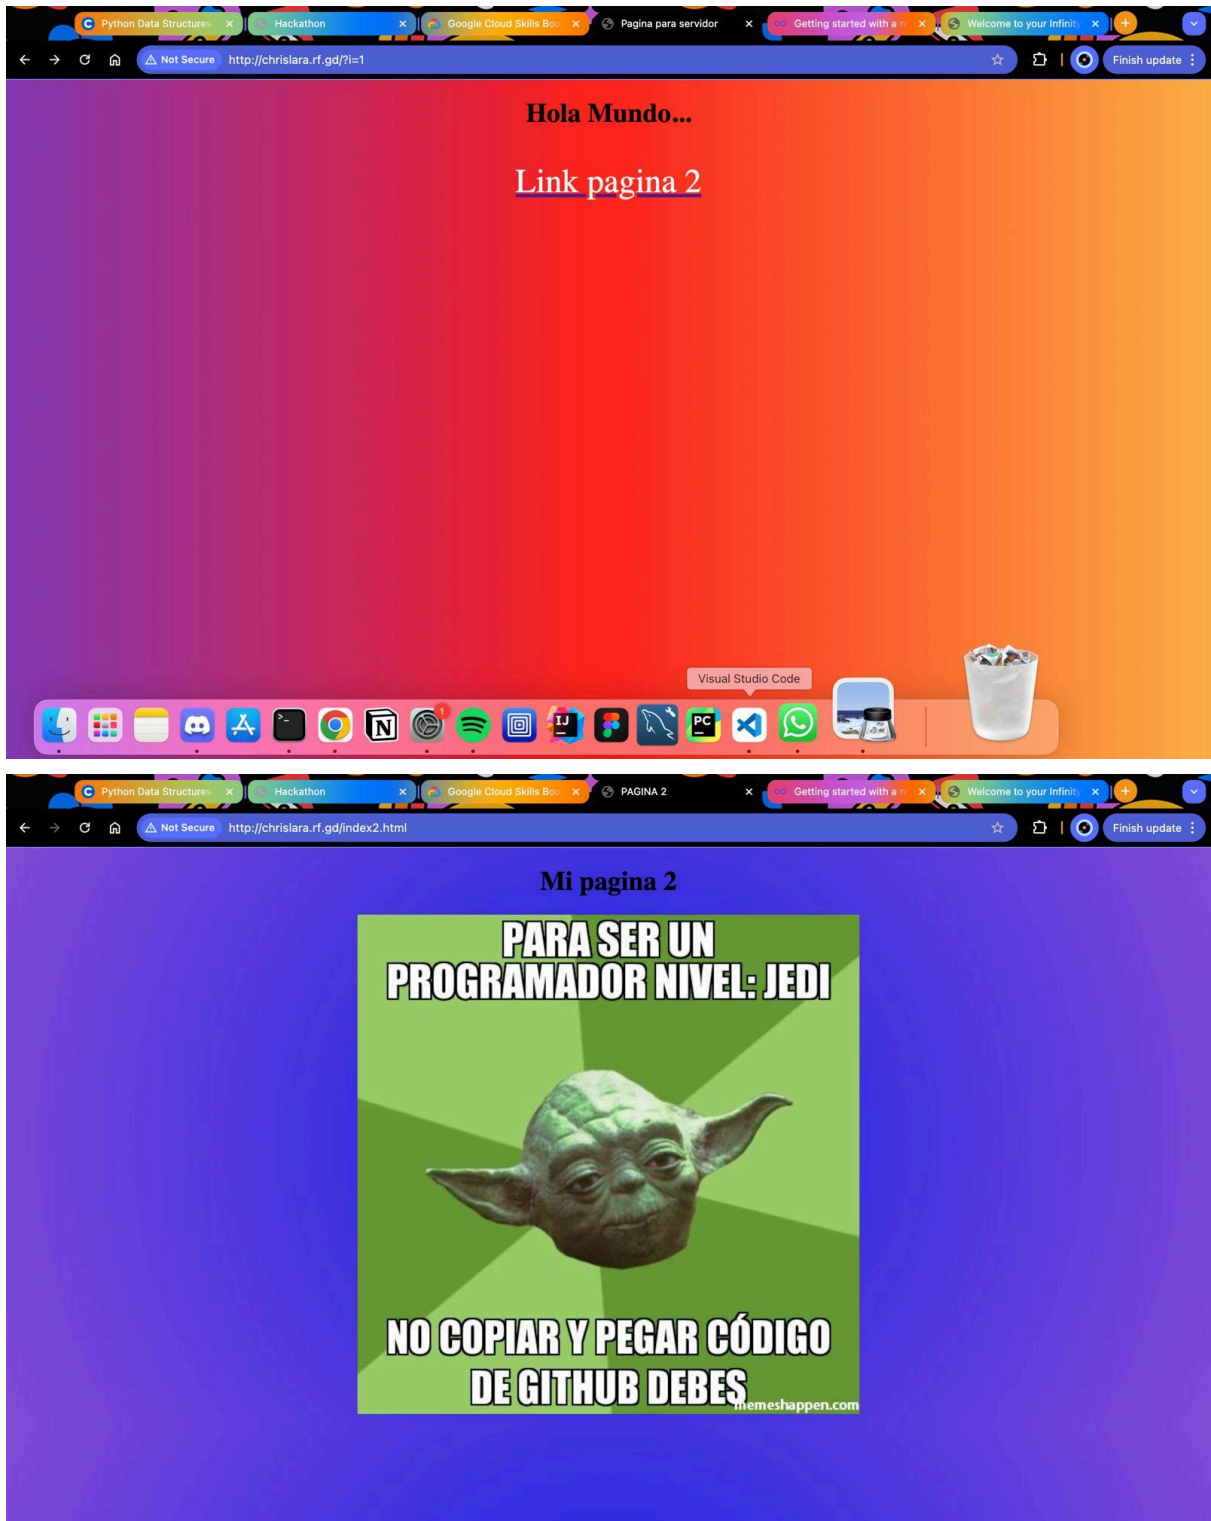 Python Data Structures
Hackathon
Google Cloud Skills Boo
Pagina para servidor
Getting started with a n
Welcome to your Infinity
Not Secure
http://chrislara.rf.gd/?i=1
Finish update
Hola Mundo...
Link pagina 2
Visual Studio Code
1
IJ
PC
Python Data Structures
Hackathon
Google Cloud Skills Boo
PAGINA 2
Getting started with a n
Welcome to your Infinity
Not Secure
http://chrislara.rf.gd/index2.html
Finish update
Mi pagina 2
PARA SER UN
PROGRAMADOR NIVEL: JEDI
NO COPIAR Y PEGAR CÓDIGO
DE GITHUB DEBES
memeshappen.com